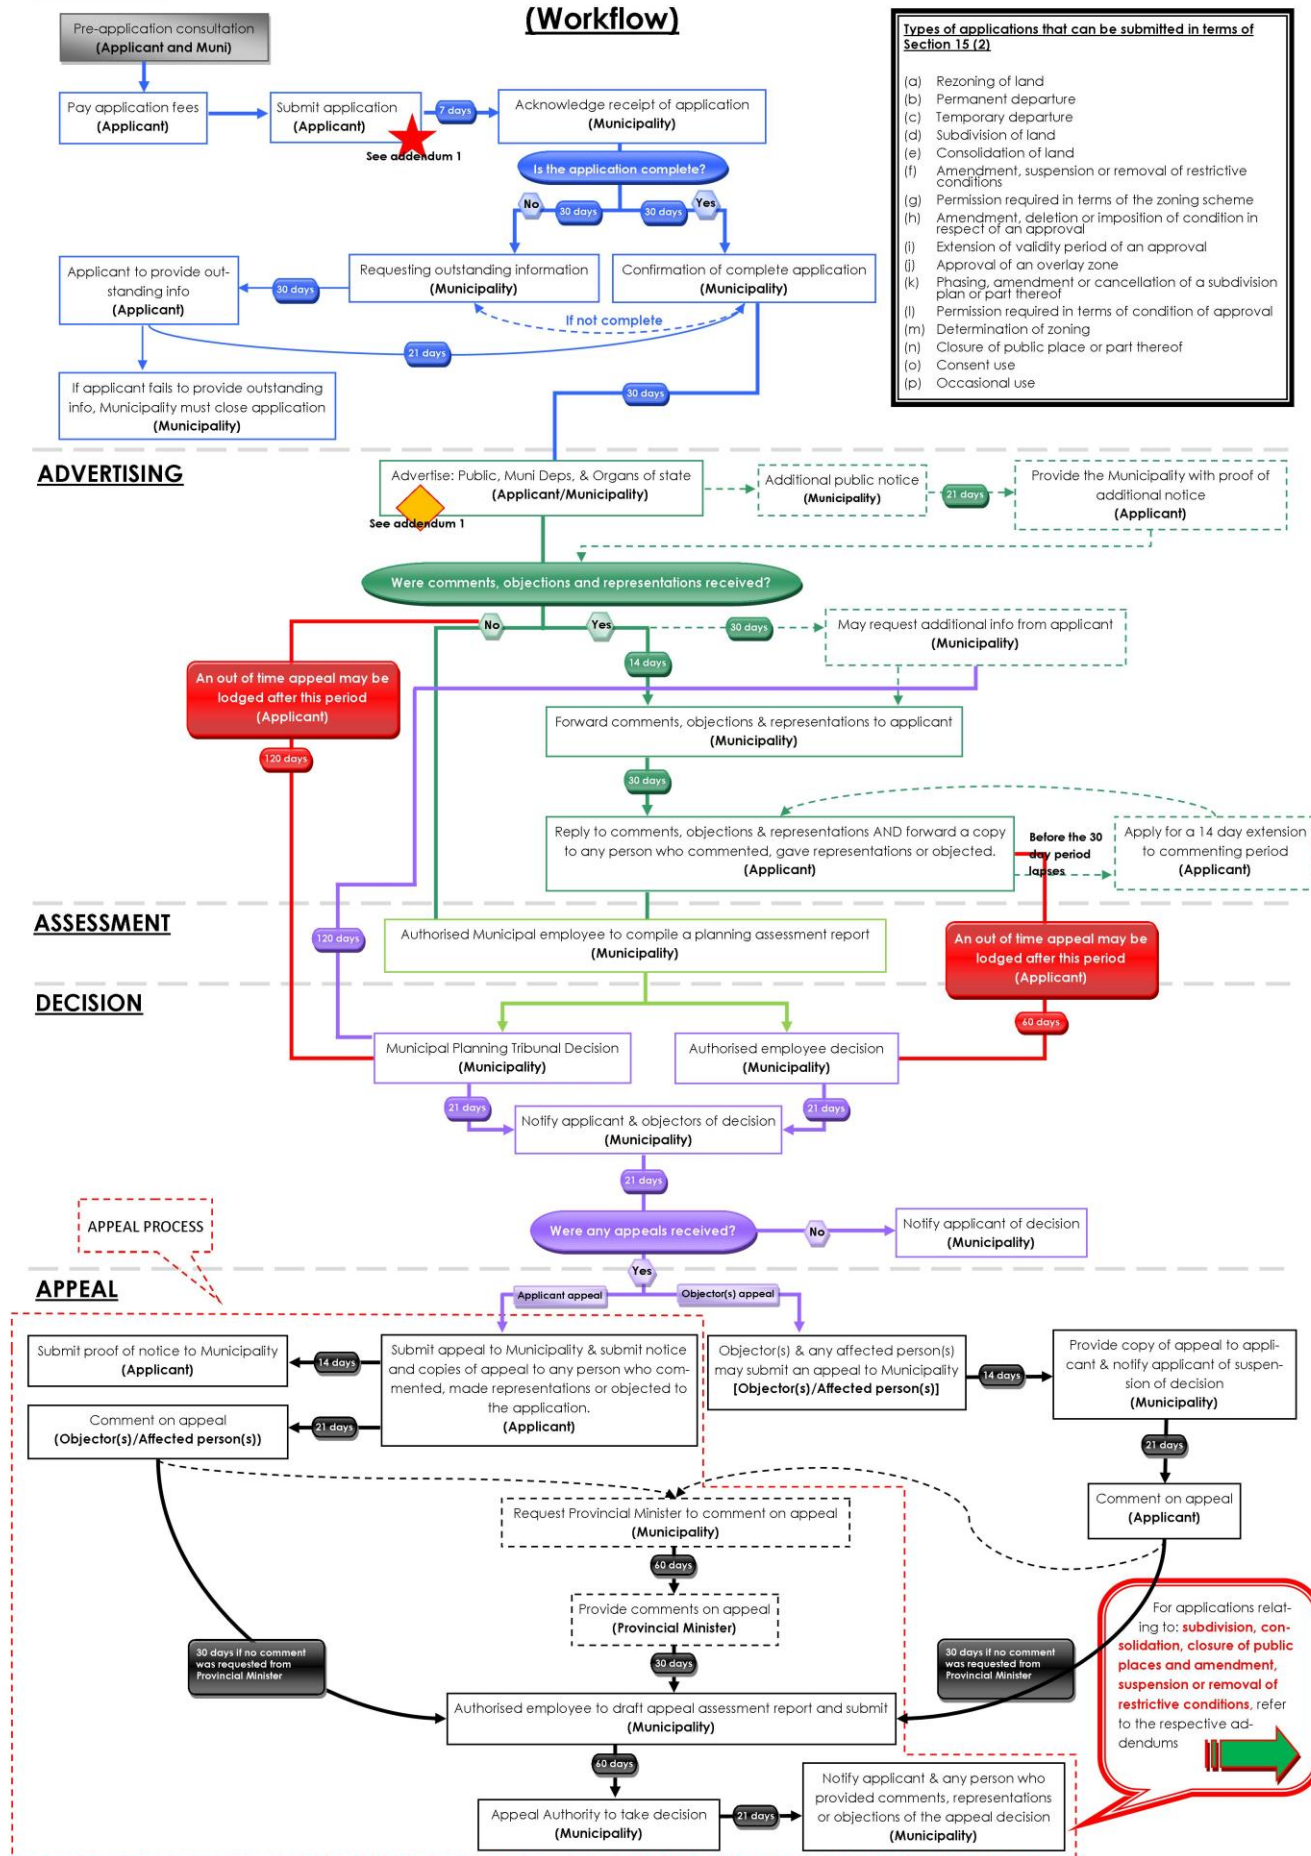 (Workflow)
Pre-application consultation
(Applicant and Muni)
Pay application fees
(Applicant)
Submit application
(Applicant)
See addendum 1
7 days
Acknowledge receipt of application
(Municipality)
Is the application complete?
No
30 days
30 days
Yes
Applicant to provide out-
standing info
(Applicant)
30 days
Requesting outstanding information
(Municipality)
Confirmation of complete application
(Municipality)
If not complete
21 days
If applicant fails to provide outstanding
info, Municipality must close application
(Municipality)
30 days
Types of applications that can be submitted in terms of
Section 15 (2)
(a) Rezoning of land
(b) Permanent departure
(c) Temporary departure
(d) Subdivision of land
(e) Consolidation of land
(f) Amendment, suspension or removal of restrictive
conditions
(g) Permission required in terms of the zoning scheme
(h) Amendment, deletion or imposition of condition in
respect of an approval
(i) Extension of validity period of an approval
(j) Approval of an overlay zone
(k) Phasing, amendment or cancellation of a subdivision
plan or part thereof
(l) Permission required in terms of condition of approval
(m) Determination of zoning
(n) Closure of public place or part thereof
(o) Consent use
(p) Occasional use
ADVERTISING
Advertise: Public, Muni Deps, & Organs of state
(Applicant/Municipality)
See addendum 1
Additional public notice
(Municipality)
21 days
Provide the Municipality with proof of
additional notice
(Applicant)
Were comments, objections and representations received?
No
Yes
30 days
May request additional info from applicant
(Municipality)
14 days
An out of time appeal may be
lodged after this period
(Applicant)
120 days
Forward comments, objections & representations to applicant
(Municipality)
30 days
Reply to comments, objections & representations AND forward a copy
to any person who commented, gave representations or objected.
(Applicant)
Before the 30
day period
lapses
Apply for a 14 day extension
to commenting period
(Applicant)
ASSESSMENT
120 days
Authorised Municipal employee to compile a planning assessment report
(Municipality)
An out of time appeal may be
lodged after this period
(Applicant)
60 days
DECISION
Municipal Planning Tribunal Decision
(Municipality)
Authorised employee decision
(Municipality)
21 days
21 days
Notify applicant & objectors of decision
(Municipality)
21 days
Were any appeals received?
No
Notify applicant of decision
(Municipality)
Yes
APPEAL PROCESS
APPEAL
Applicant appeal
Objector(s) appeal
Submit proof of notice to Municipality
(Applicant)
14 days
Submit appeal to Municipality & submit notice
and copies of appeal to any person who com-
mented, made representations or objected to
the application.
(Applicant)
Objector(s) & any affected person(s)
may submit an appeal to Municipality
[Objector(s)/Affected person(s)]
14 days
Provide copy of appeal to appli-
cant & notify applicant of suspen-
sion of decision
(Municipality)
Comment on appeal
(Objector(s)/Affected person(s))
21 days
21 days
Comment on appeal
(Applicant)
Request Provincial Minister to comment on appeal
(Municipality)
60 days
Provide comments on appeal
(Provincial Minister)
30 days
30 days if no comment
was requested from
Provincial Minister
30 days if no comment
was requested from
Provincial Minister
Authorised employee to draft appeal assessment report and submit
(Municipality)
60 days
Appeal Authority to take decision
(Municipality)
21 days
Notify applicant & any person who
provided comments, representations
or objections of the appeal decision
(Municipality)
For applications relat-
ing to: subdivision, con-
solidation, closure of public
places and amendment,
suspension or removal of
restrictive conditions, refer
to the respective ad-
dendums